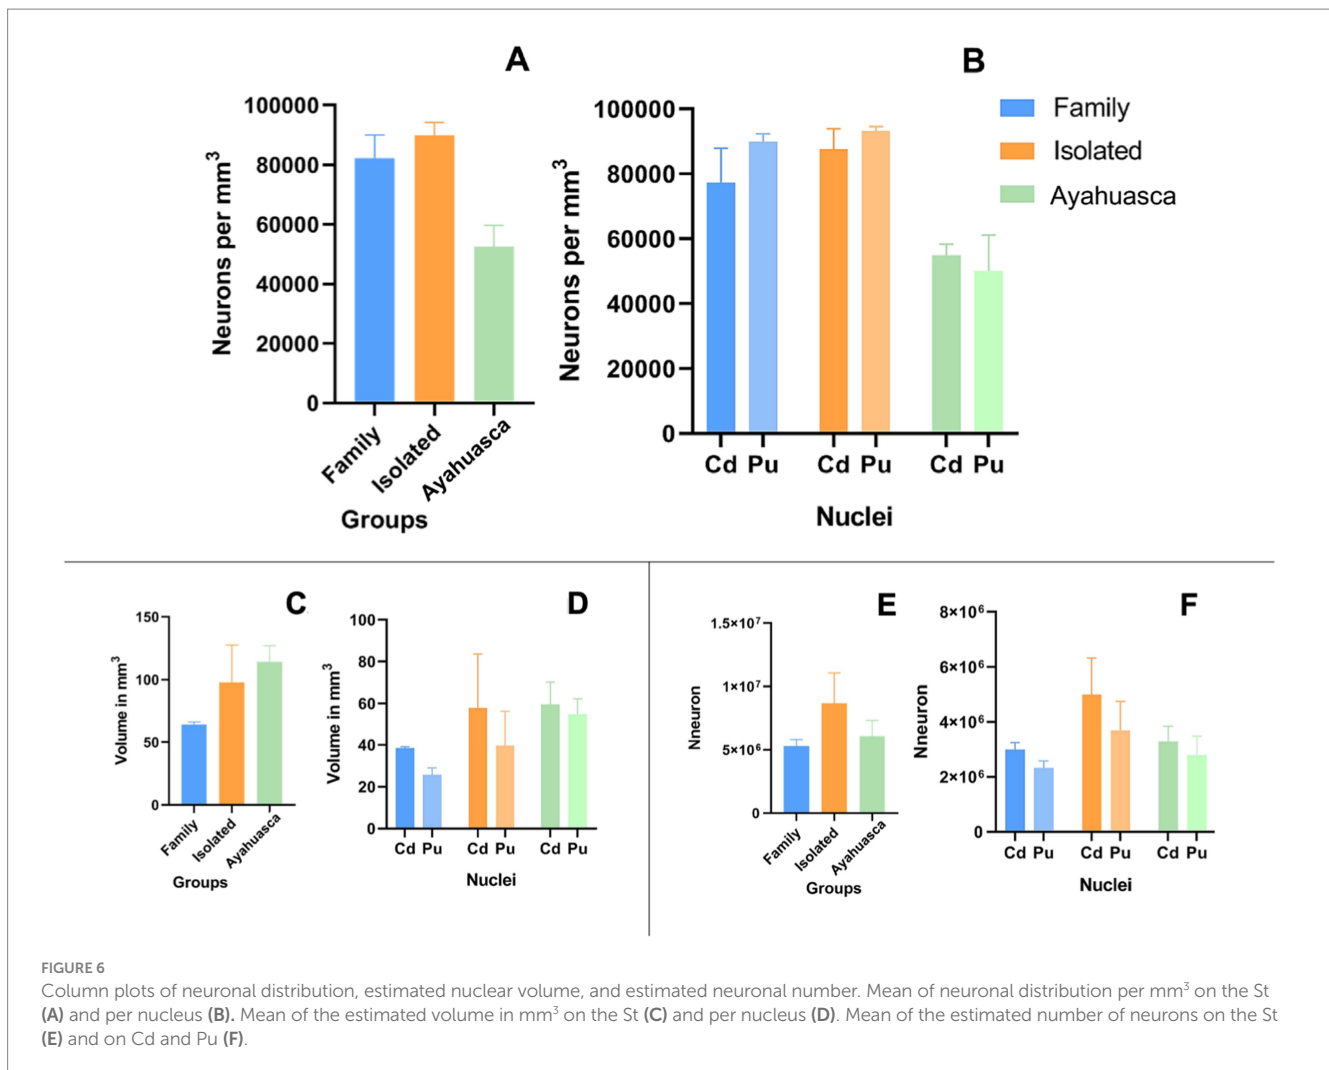 A
100000
80000
60000
40000
20000
0
Neurons per mm³
Family
Isolated
Ayahuasca
Groups
B
100000
80000
60000
40000
20000
0
Neurons per mm³
Cd Pu Cd Pu Cd Pu
Nuclei
Family
Isolated
Ayahuasca
C
150
100
50
0
Volume in mm³
Family
Isolated
Ayahuasca
Groups
D
100
80
60
40
20
0
Volume in mm³
Cd Pu Cd Pu Cd Pu
Nuclei
E
1.5×10⁷
1×10⁷
5×10⁶
0
Nneuron
Family
Isolated
Ayahuasca
Groups
F
8×10⁶
6×10⁶
4×10⁶
2×10⁶
0
Nneuron
Cd Pu Cd Pu Cd Pu
Nuclei
FIGURE 6
Column plots of neuronal distribution, estimated nuclear volume, and estimated neuronal number. Mean of neuronal distribution per mm³ on the St
(A) and per nucleus (B). Mean of the estimated volume in mm³ on the St (C) and per nucleus (D). Mean of the estimated number of neurons on the St
(E) and on Cd and Pu (F).